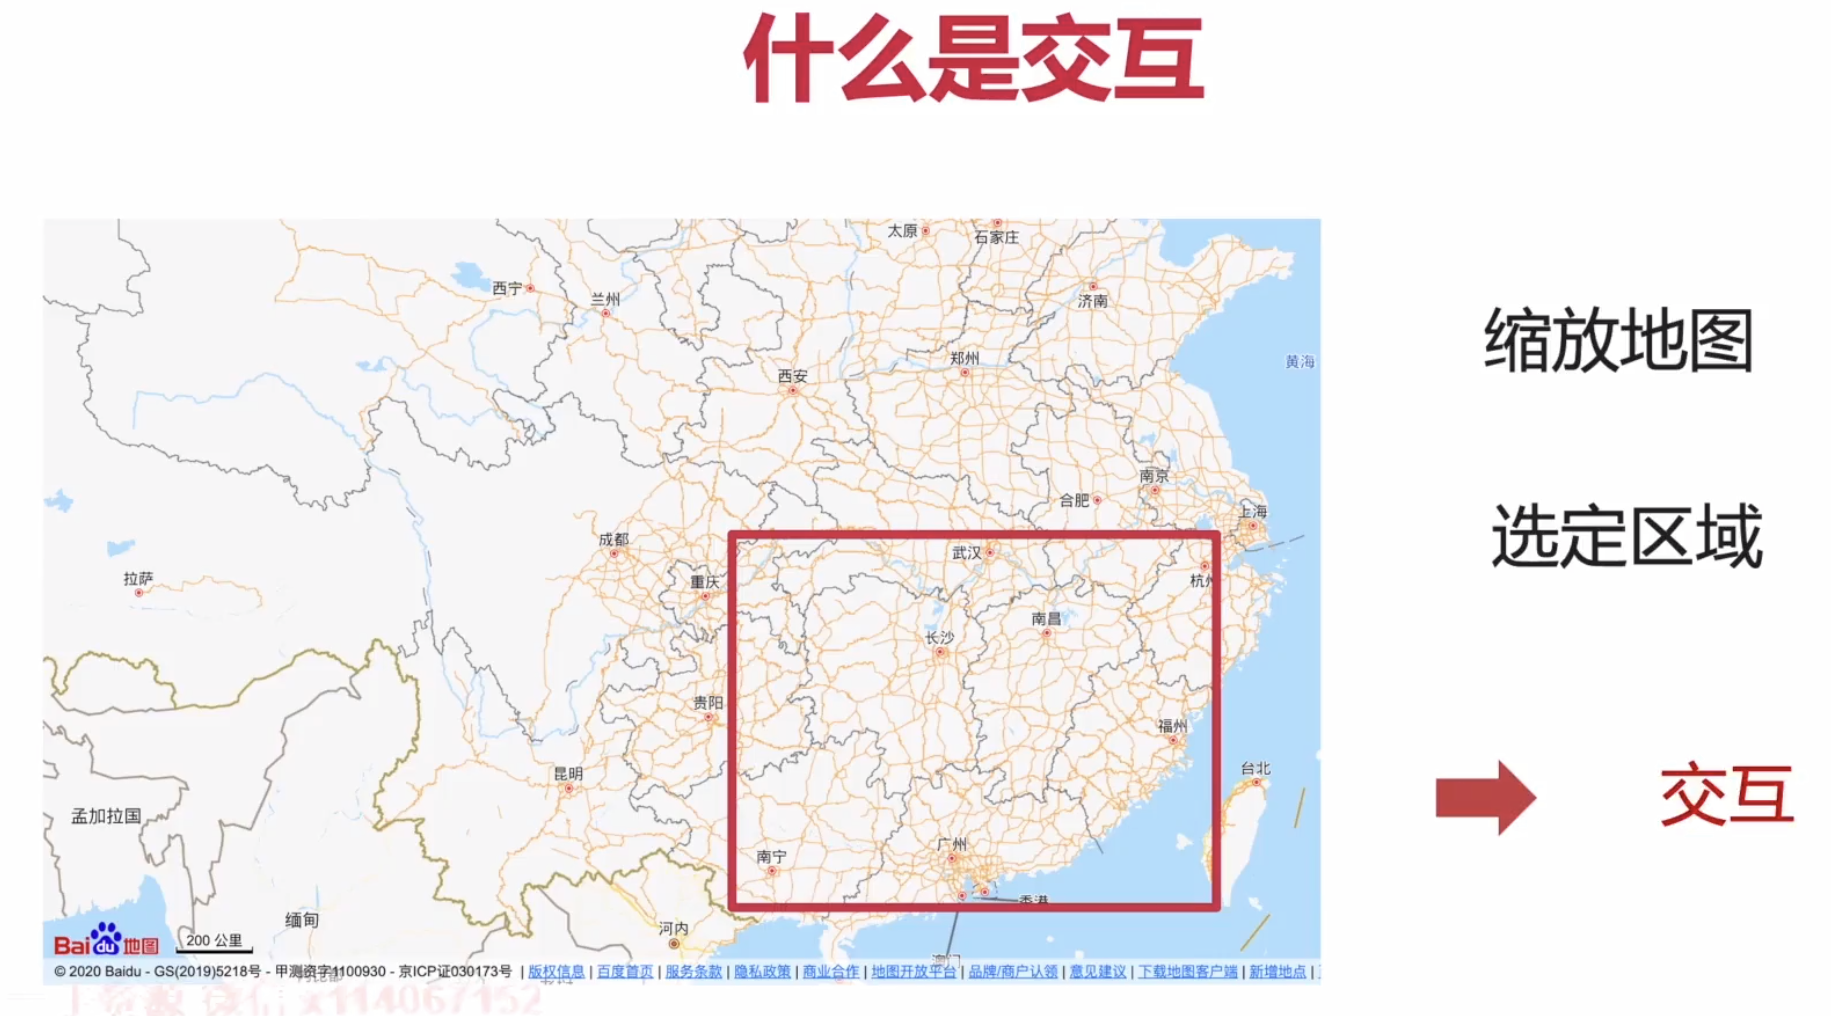 什么是交互
太原
石家庄
西宁
兰州
济南
郑州
黄海
西安
缩放地图
南京
合肥
上海
选定区域
成都
武汉
拉萨
重庆
杭州
南昌
长沙
贵阳
福州
昆明
台北
交互
孟加拉国
广州
南宁
香港
缅甸
河内
Bai du 地图
200 公里
澳门
© 2020 Baidu - GS(2019)5218号 - 甲测资字1100930 - 京ICP证030173号 | 版权信息 | 百度首页 | 服务条款 | 隐私政策 | 商业合作 | 地图开放平台 | 品牌/商户认领 | 意见建议 | 下载地图客户端 | 新增地点 |